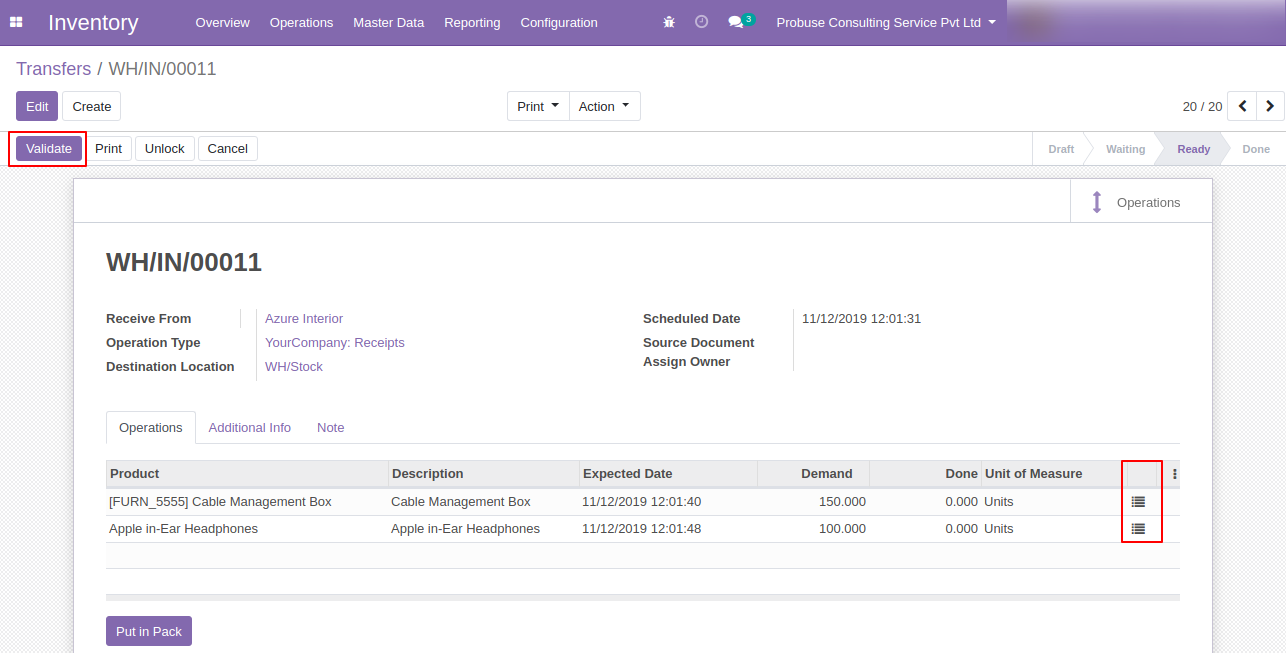 Inventory Overview Operations Master Data Reporting Configuration 3 Probuse Consulting Service Pvt Ltd
Transfers / WH/IN/00011
Edit Create Print Action 20 / 20
Validate Print Unlock Cancel Draft Waiting Ready Done
Operations
WH/IN/00011
Receive From Azure Interior Scheduled Date 11/12/2019 12:01:31
Operation Type YourCompany: Receipts Source Document
Assign Owner
Destination Location WH/Stock
Operations Additional Info Note
Product Description Expected Date Demand Done Unit of Measure
[FURN_5555] Cable Management Box Cable Management Box 11/12/2019 12:01:40 150.000 0.000 Units
Apple in-Ear Headphones Apple in-Ear Headphones 11/12/2019 12:01:48 100.000 0.000 Units
Put in Pack